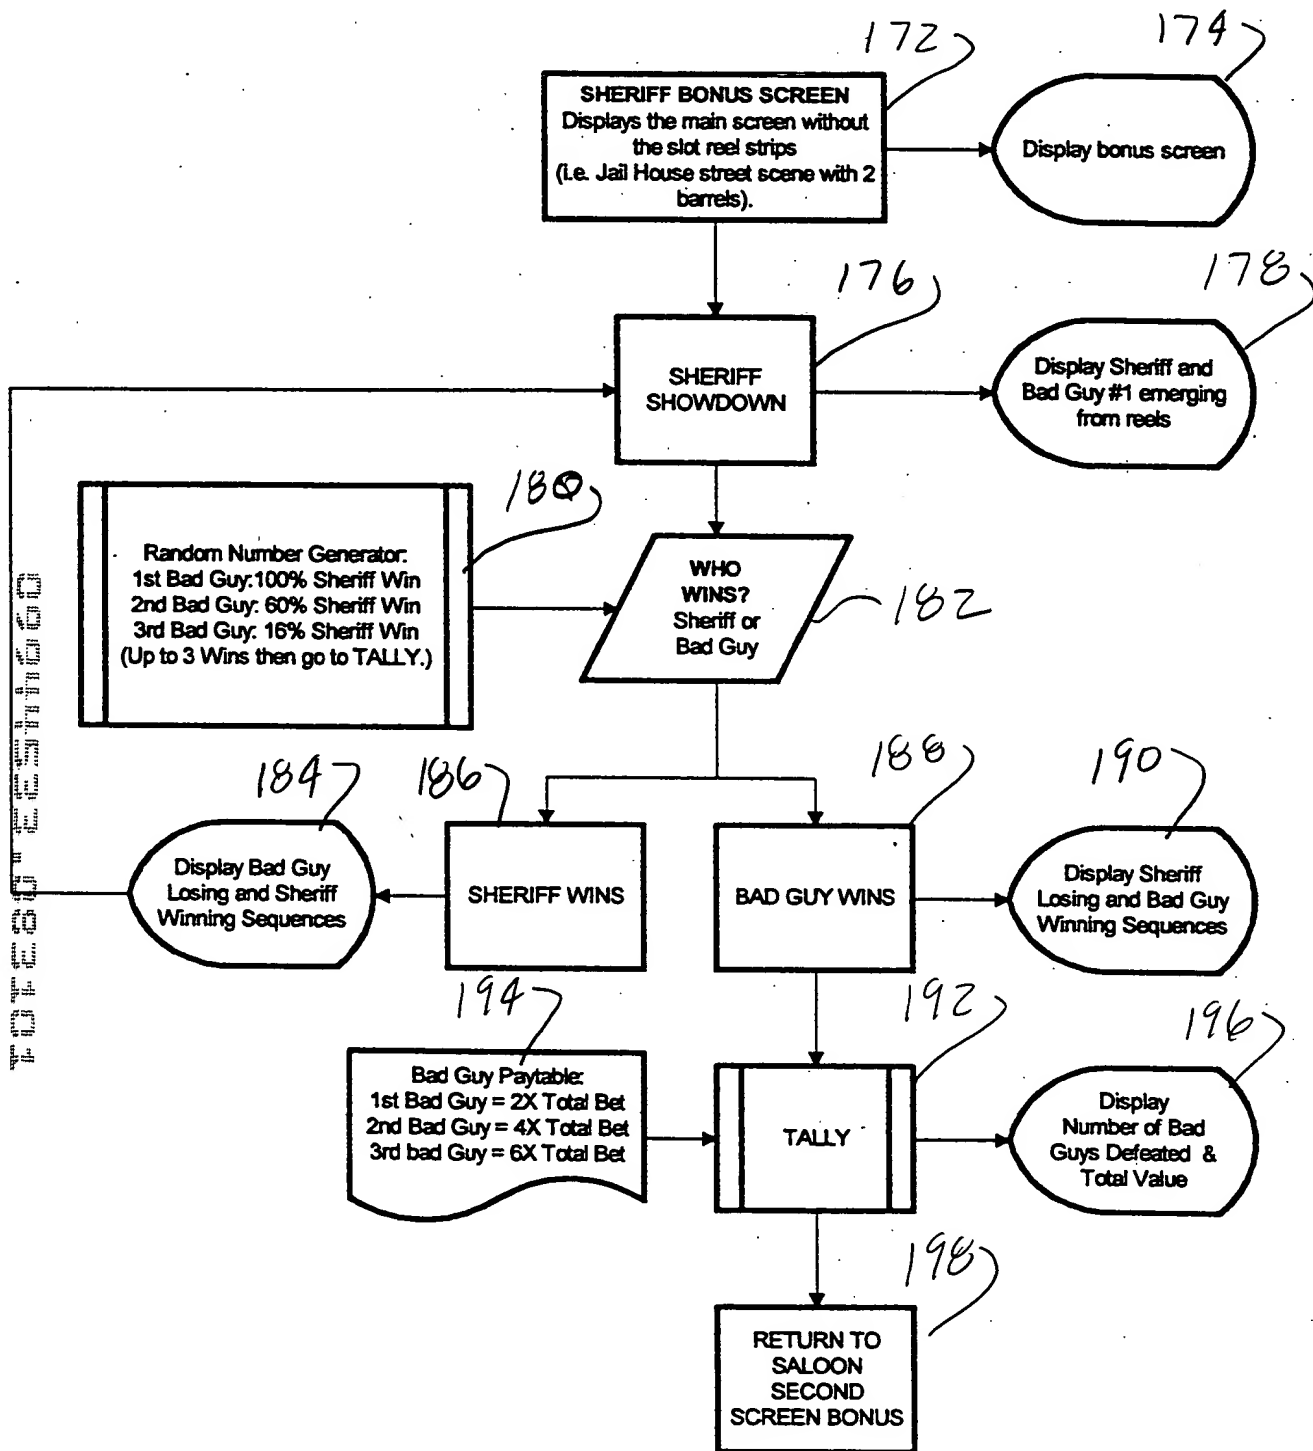 172
174
SHERIFF BONUS SCREEN
Displays the main screen without
the slot reel strips
(i.e. Jail House street scene with 2
barrels).
Display bonus screen
176
178
SHERIFF
SHOWDOWN
Display Sheriff and
Bad Guy #1 emerging
from reels
180
Random Number Generator:
1st Bad Guy:100% Sheriff Win
2nd Bad Guy: 60% Sheriff Win
3rd Bad Guy: 16% Sheriff Win
(Up to 3 Wins then go to TALLY.)
WHO
WINS?
Sheriff or
Bad Guy
182
184
186
188
190
Display Bad Guy
Losing and Sheriff
Winning Sequences
SHERIFF WINS
BAD GUY WINS
Display Sheriff
Losing and Bad Guy
Winning Sequences
194
192
196
Bad Guy Paytable:
1st Bad Guy = 2X Total Bet
2nd Bad Guy = 4X Total Bet
3rd bad Guy = 6X Total Bet
TALLY
Display
Number of Bad
Guys Defeated &
Total Value
198
RETURN TO
SALOON
SECOND
SCREEN BONUS